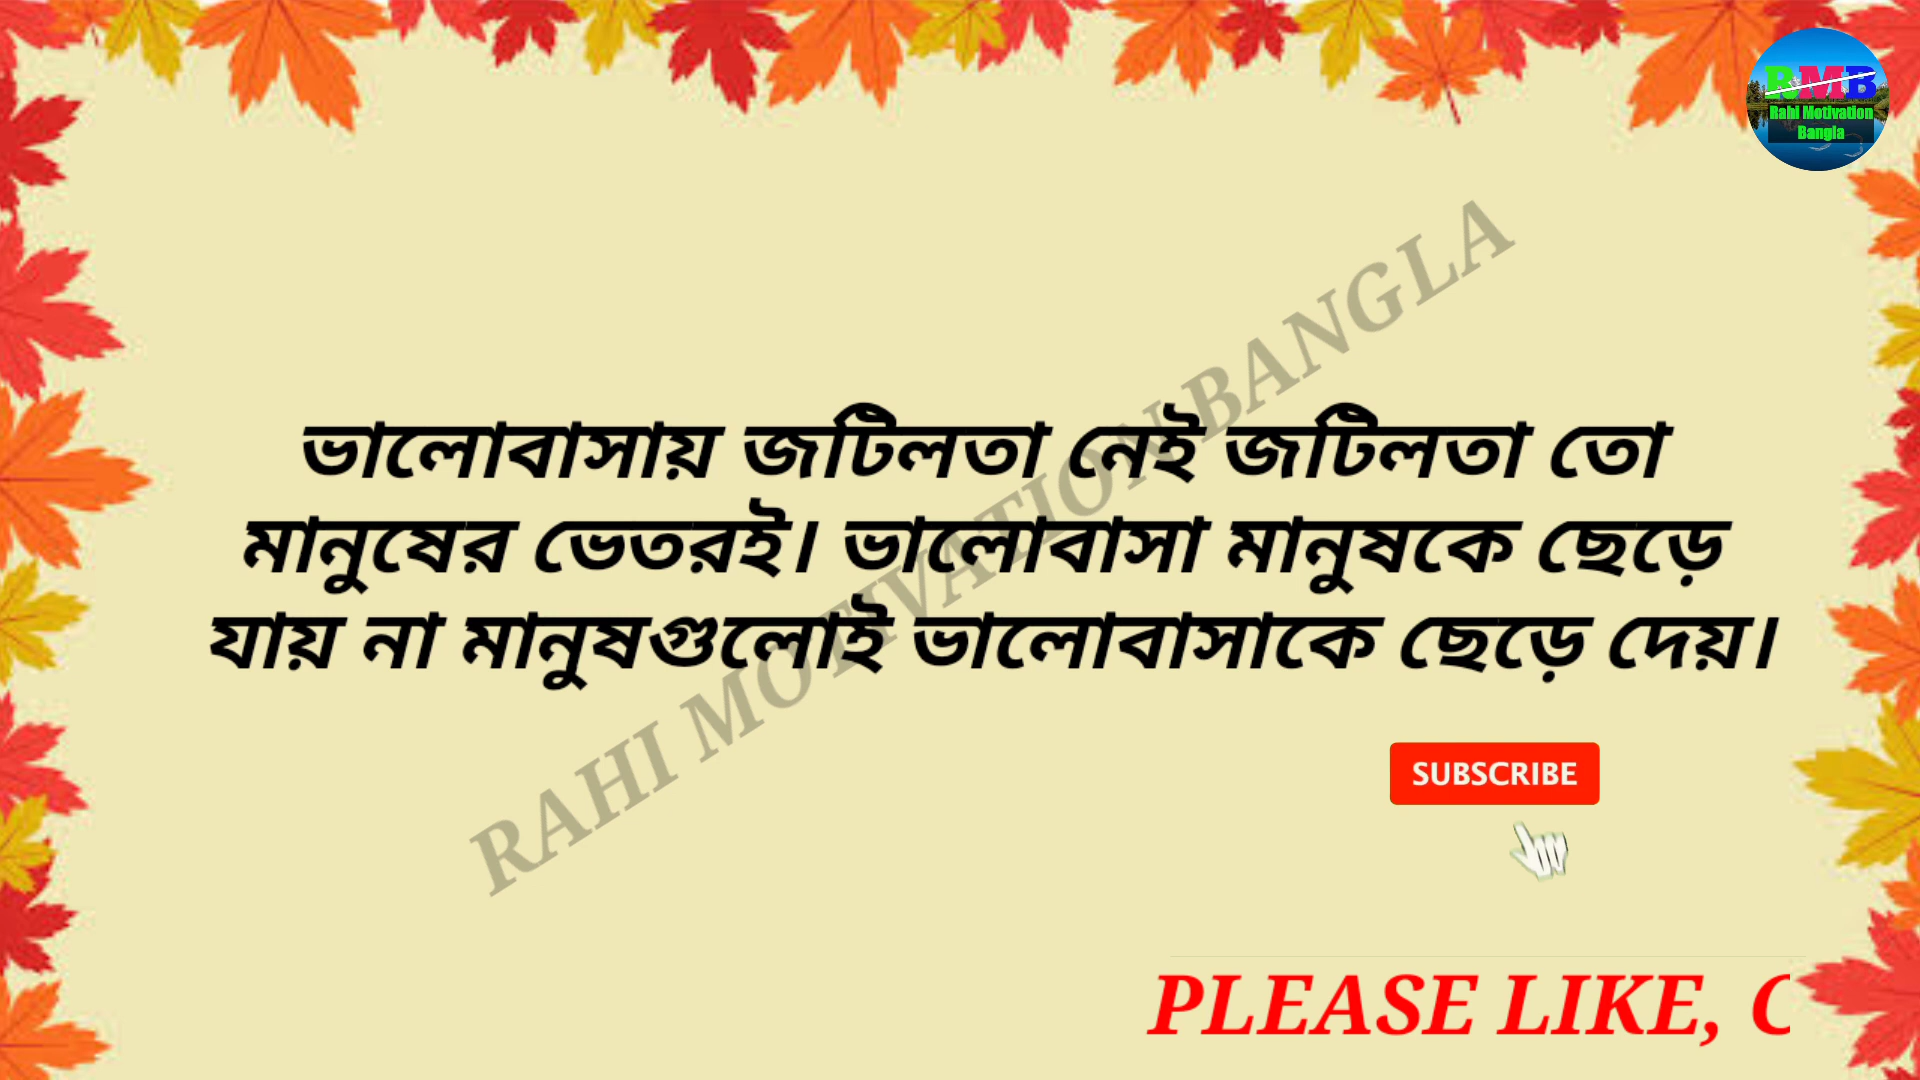 RMB
Rahi Motivation
Bangla
RAHI MOTIVATION BANGLA
ভালোবাসায় জটিলতা নেই জটিলতা তো
মানুষের ভেতরই। ভালোবাসা মানুষকে ছেড়ে
যায় না মানুষগুলোই ভালোবাসাকে ছেড়ে দেয়।
SUBSCRIBE
PLEASE LIKE,